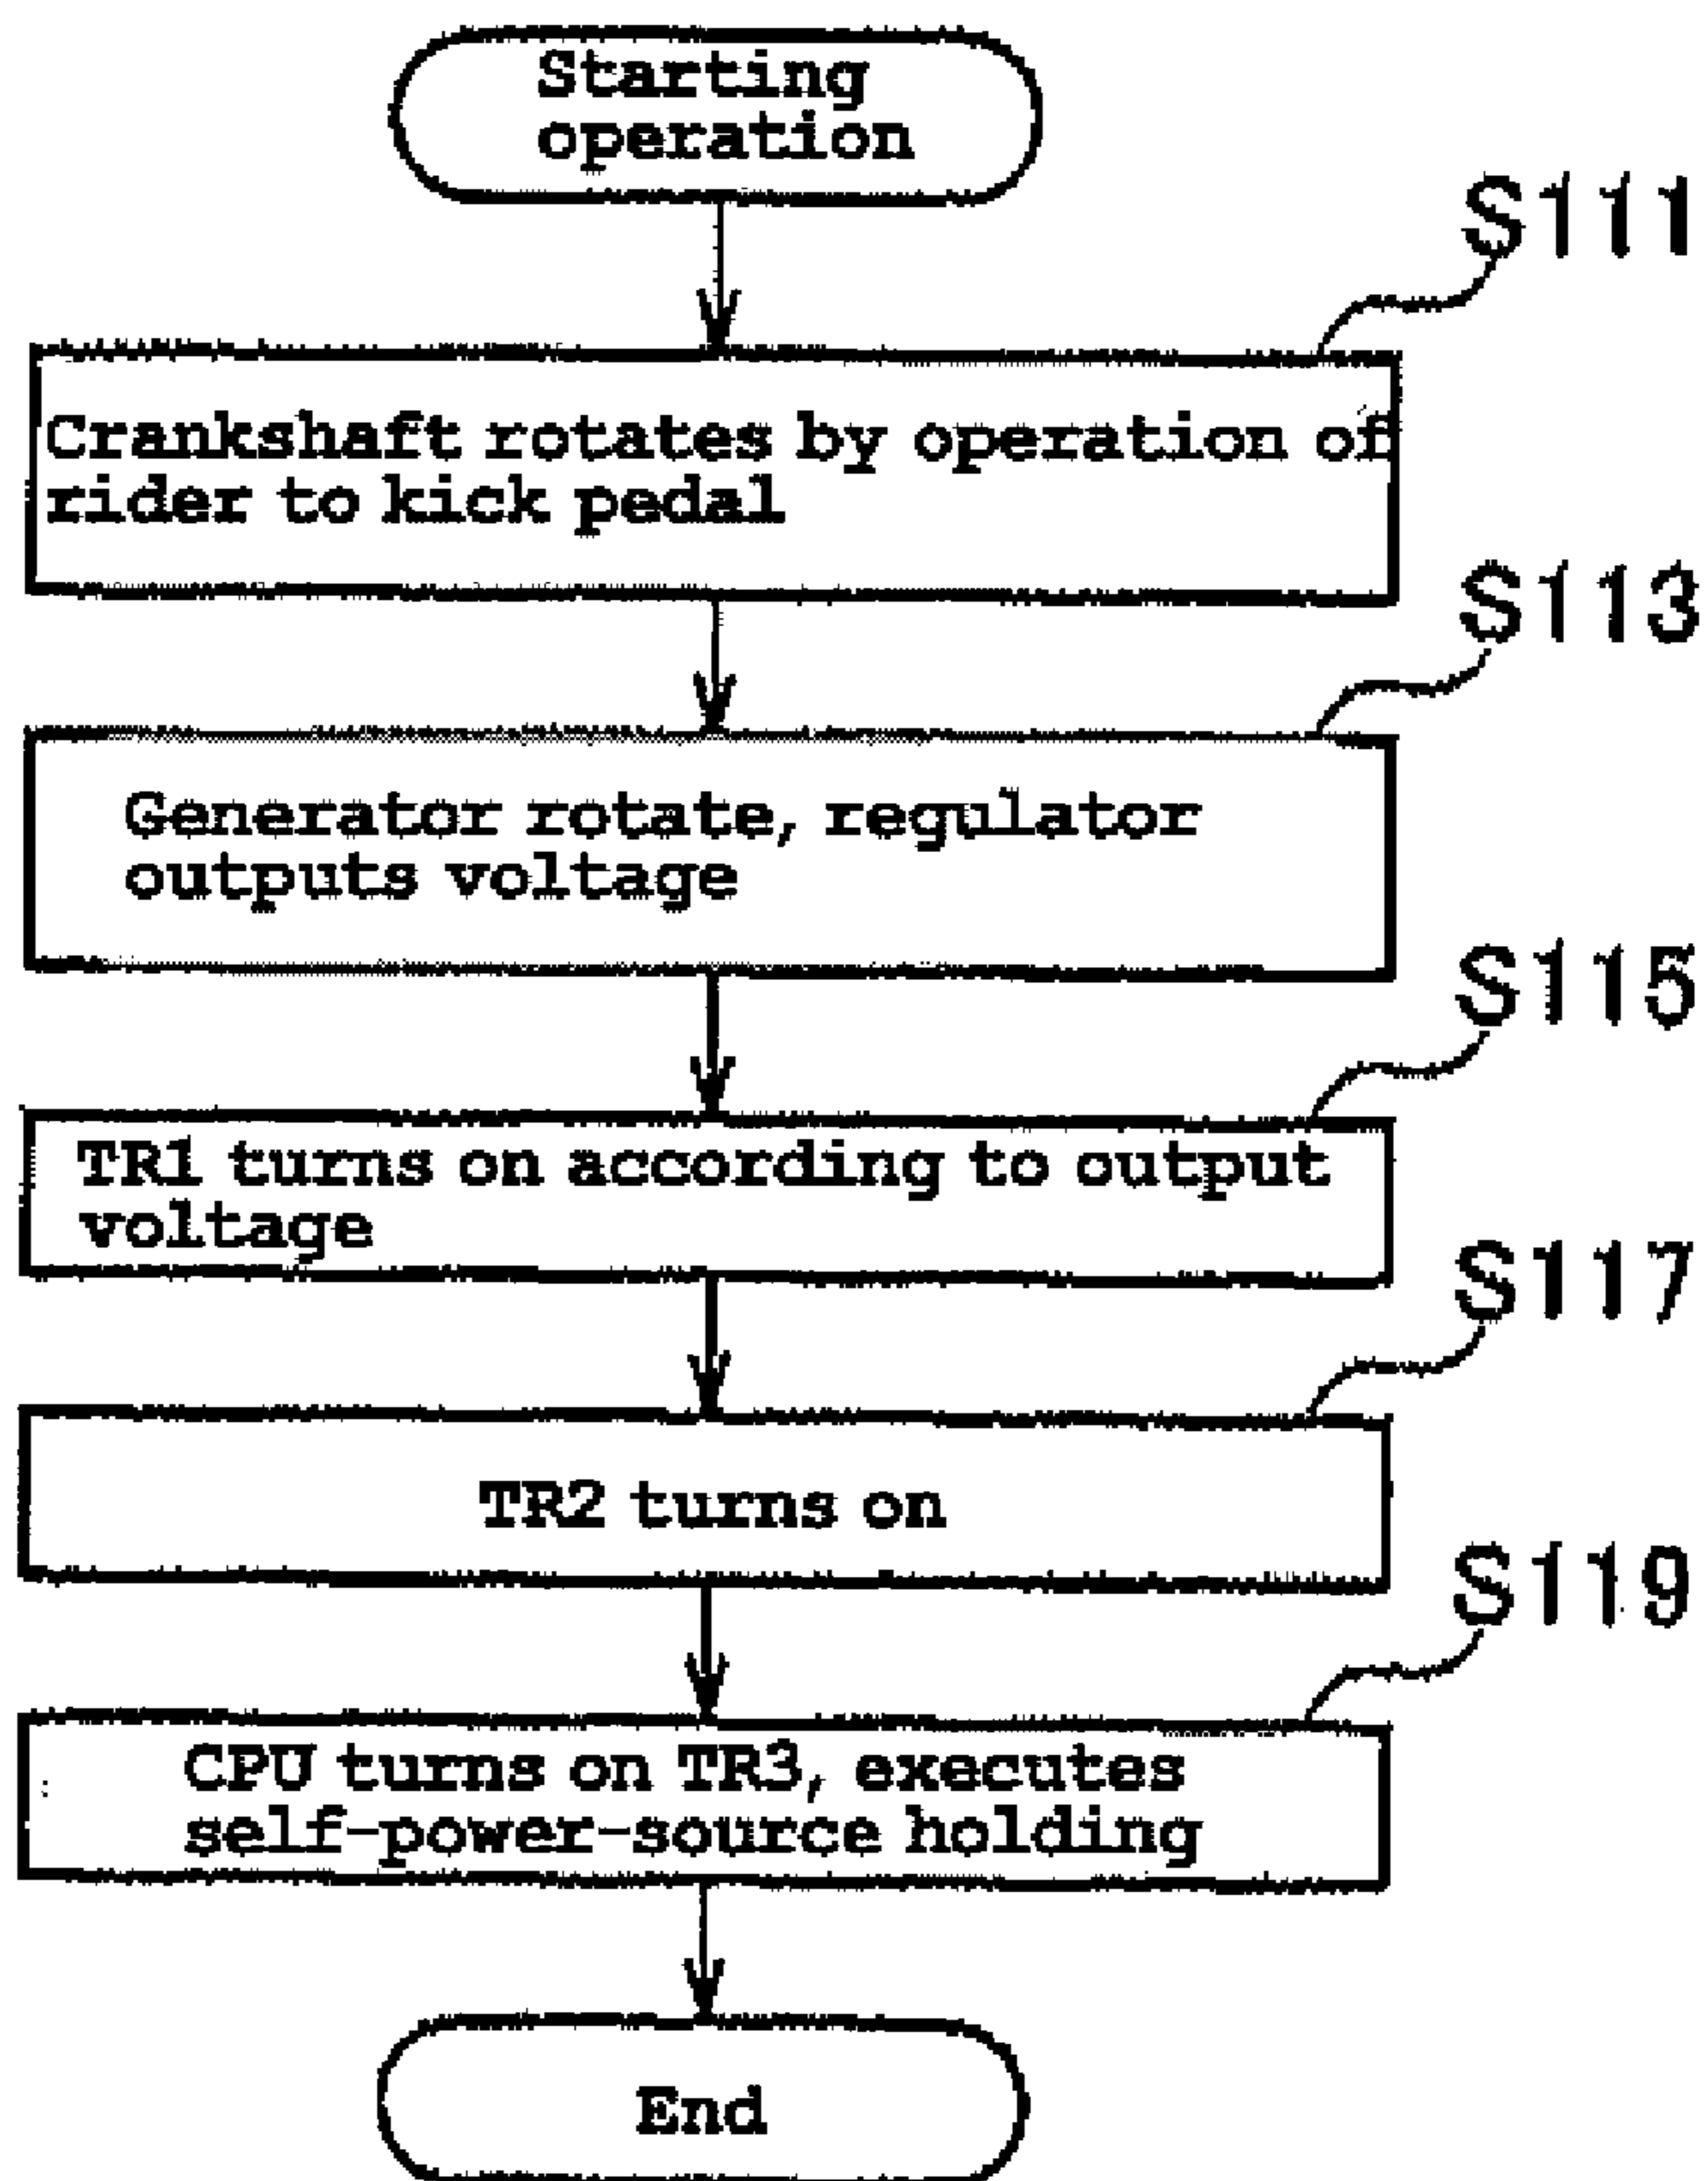 Starting
operation
S111
Crankshaft rotates by operation of
rider to kick pedal
S113
Generator rotate, regulator
outputs voltage
S115
TR1 turns on according to output
voltage
S117
TR2 turns on
S119
CPU turns on TR3, executes
self-power-source holding
End